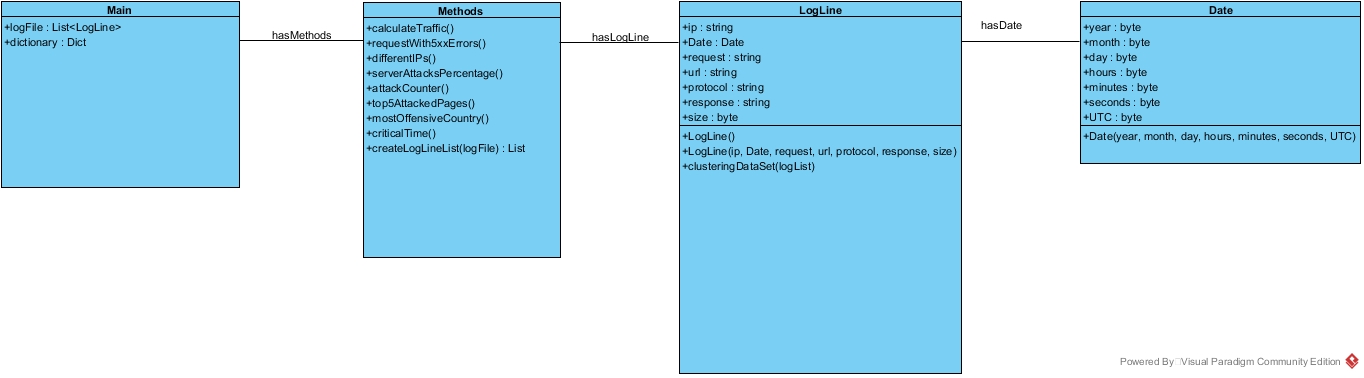 Main
+logFile : List<LogLine>
+dictionary : Dict
hasMethods
Methods
+calculateTraffic()
+requestWith5xxErrors()
+differentIPs()
+serverAttacksPercentage()
+attackCounter()
+top5AttackedPages()
+mostOffensiveCountry()
+criticalTime()
+createLogLineList(logFile) : List
hasLogLine
LogLine
+ip : string
+Date : Date
+request : string
+url : string
+protocol : string
+response : string
+size : byte
+LogLine()
+LogLine(ip, Date, request, url, protocol, response, size)
+clusteringDataSet(logList)
hasDate
Date
+year : byte
+month : byte
+day : byte
+hours : byte
+minutes : byte
+seconds : byte
+UTC : byte
+Date(year, month, day, hours, minutes, seconds, UTC)
Powered By Visual Paradigm Community Edition